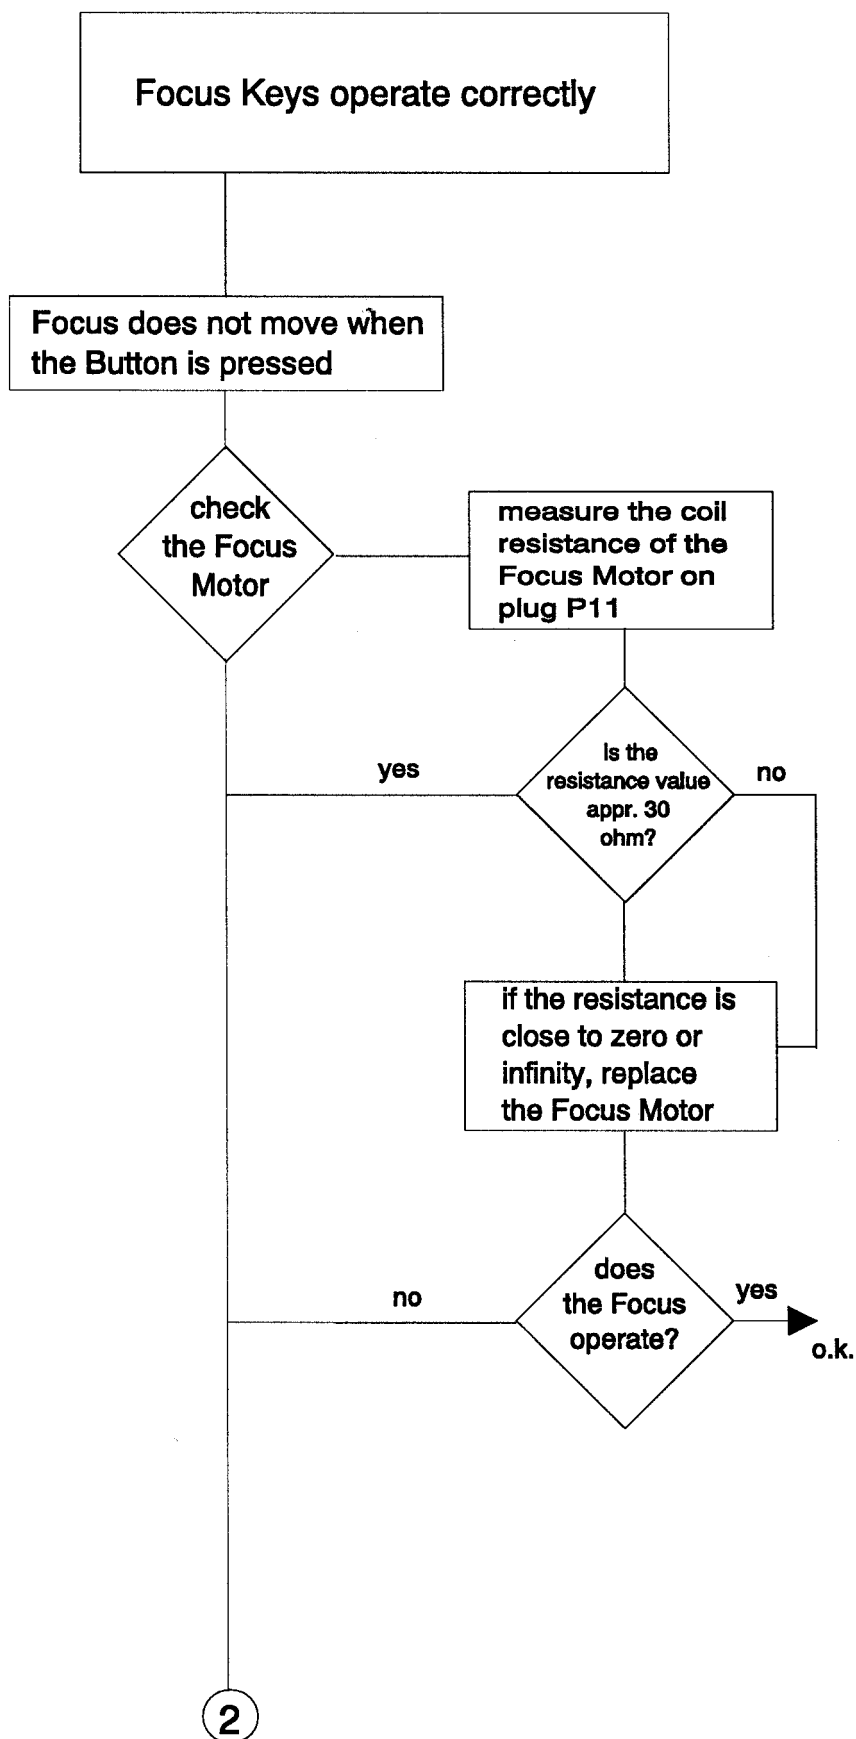 Focus Keys operate correctly
Focus does not move when
the Button is pressed
check
the Focus
Motor
measure the coil
resistance of the
Focus Motor on
plug P11
Is the
resistance value
appr. 30
ohm?
yes
no
if the resistance is
close to zero or
infinity, replace
the Focus Motor
does
the Focus
operate?
no
yes
o.k.
2